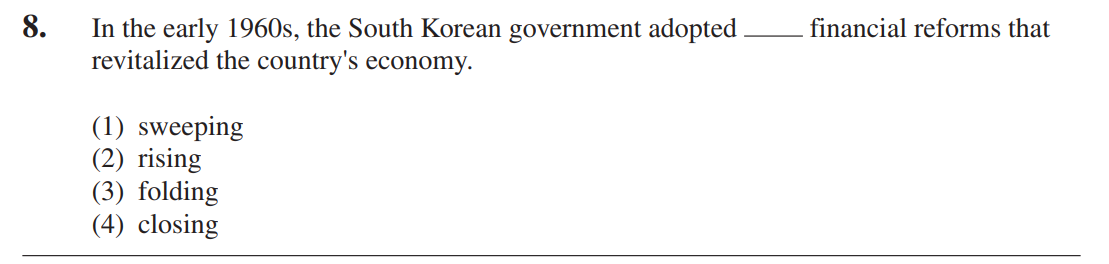 8. In the early 1960s, the South Korean government adopted ____ financial reforms that
revitalized the country's economy.
(1) sweeping
(2) rising
(3) folding
(4) closing